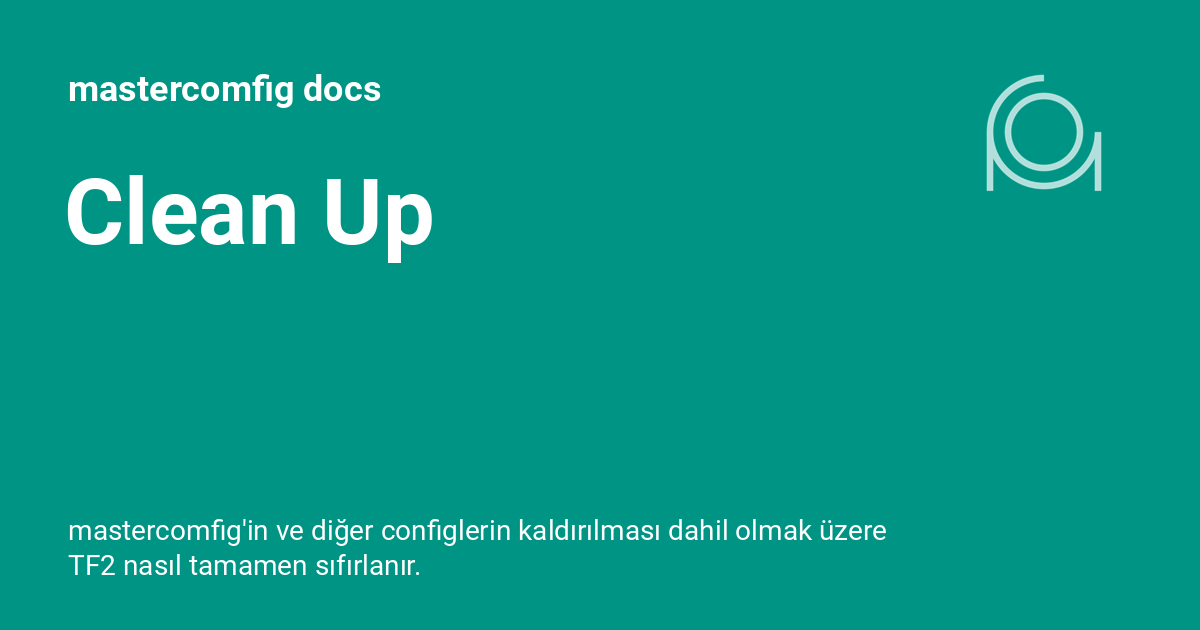 mastercomfig docs
Clean Up
mastercomfig'in ve diğer configlerin kaldırılması dahil olmak üzere
TF2 nasıl tamamen sıfırlanır.